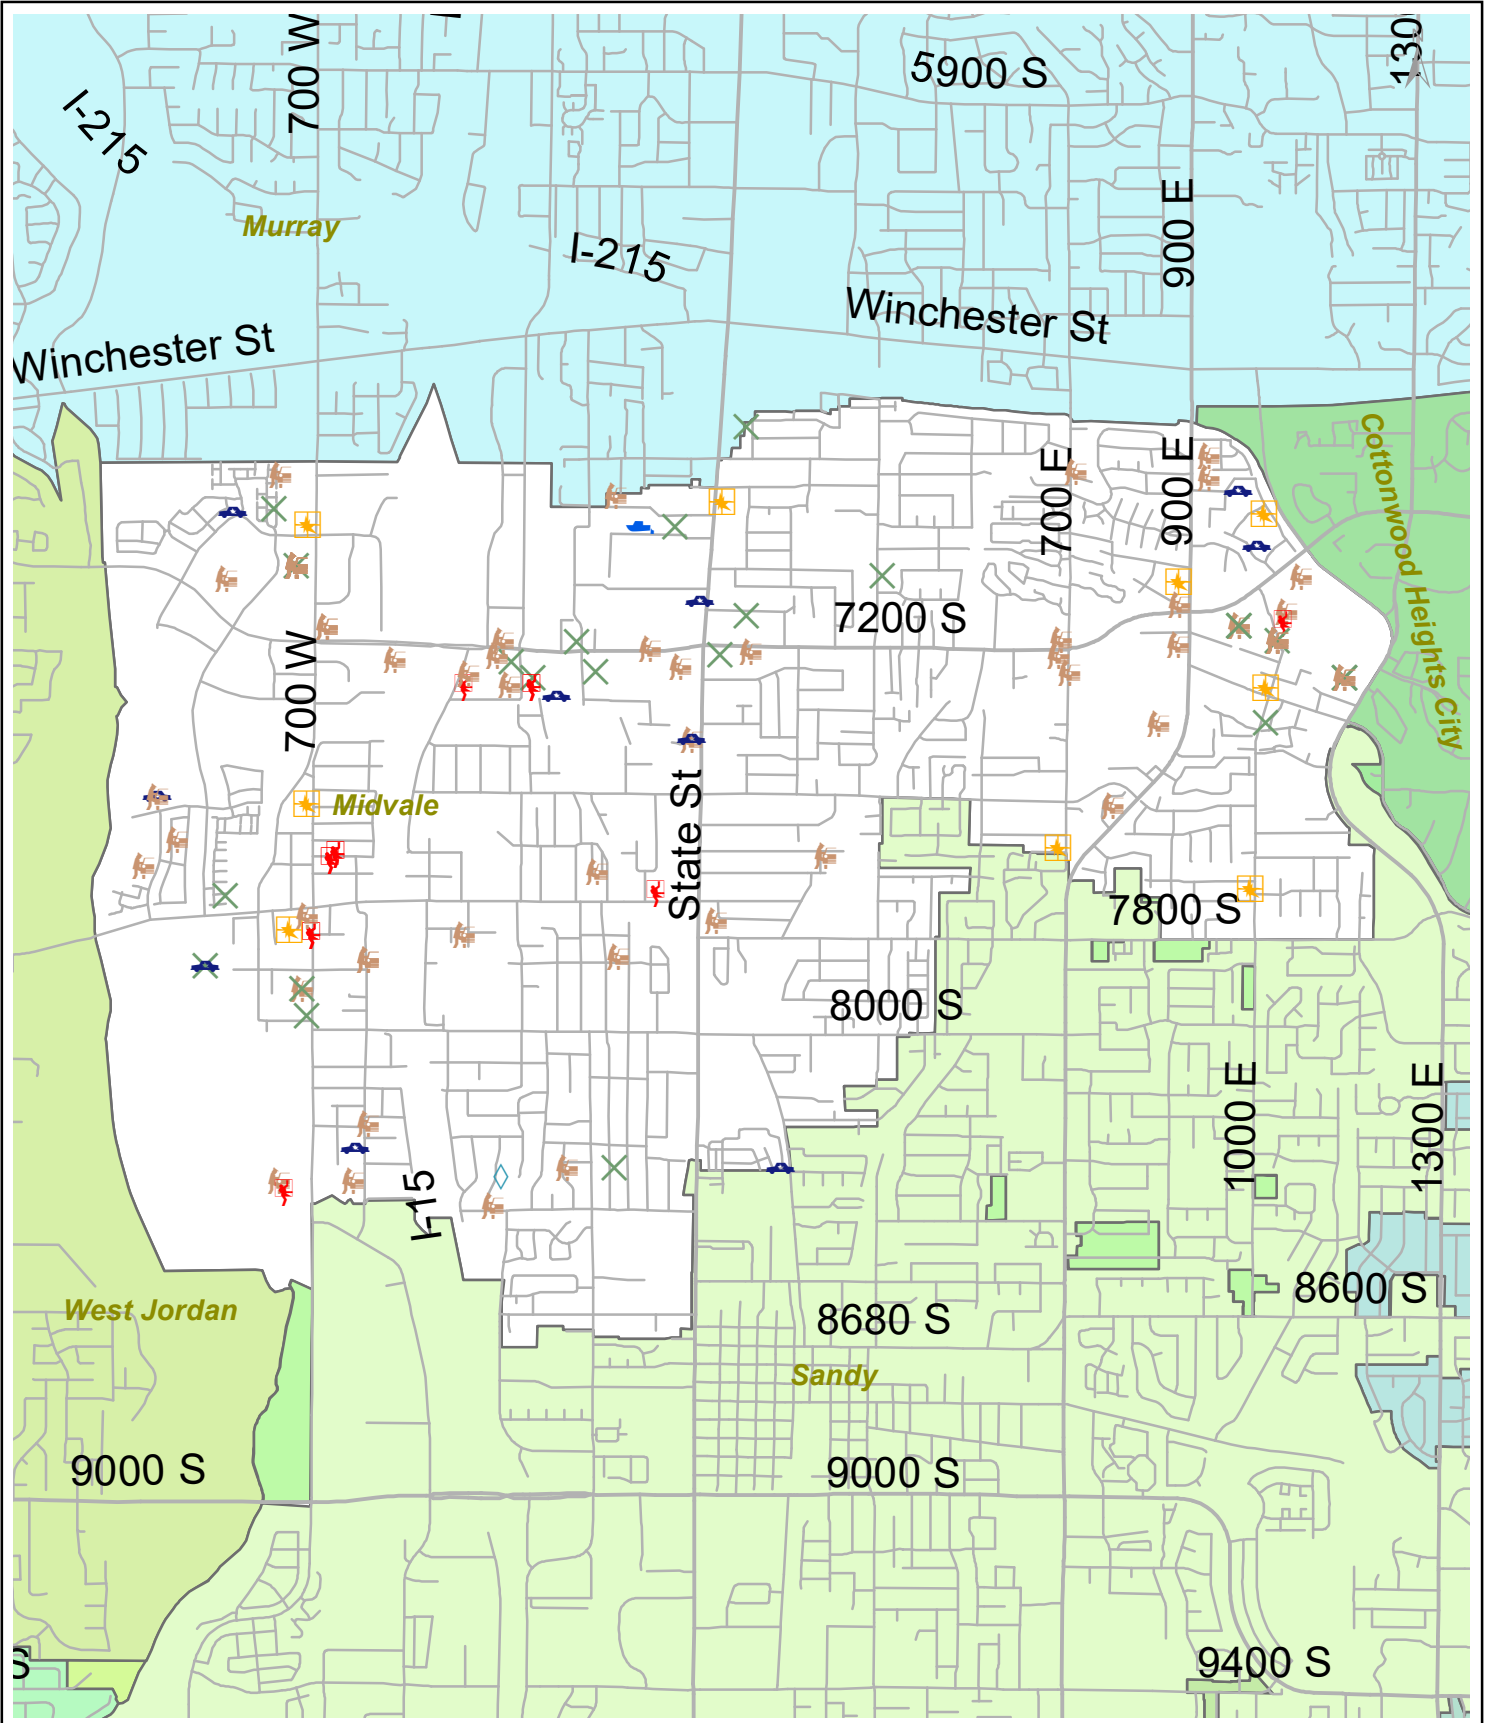 700 W
130
5900 S
I-215
900 E
Murray
I-215
Winchester St
Winchester St
Cottonwood Heights City
700 E
900 E
7200 S
700 W
State St
Midvale
7800 S
8000 S
1000 E
1300 E
I-15
8600 S
West Jordan
8680 S
Sandy
9000 S
9000 S
S
9400 S